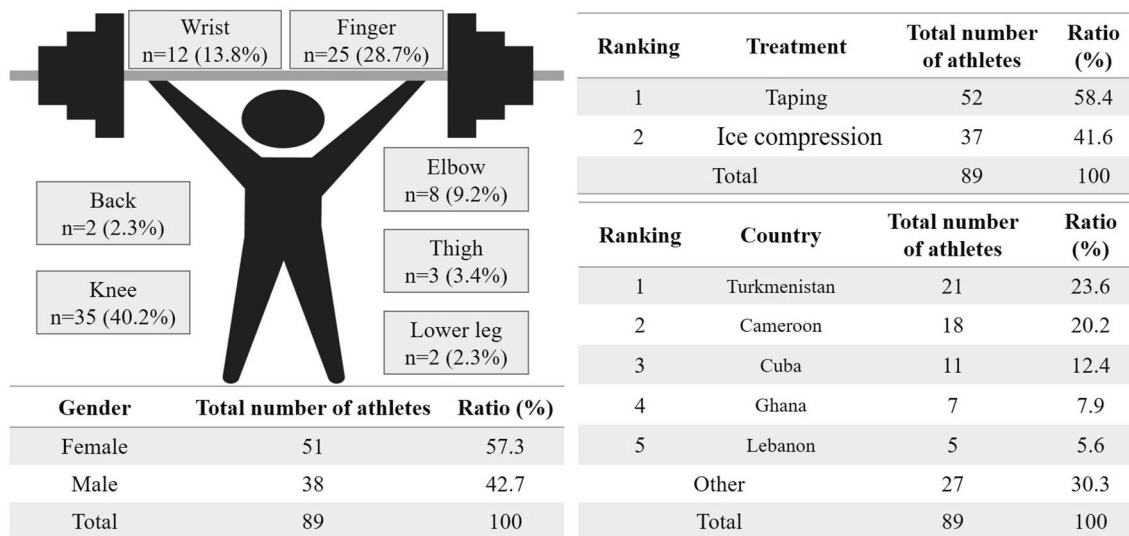 Wrist
n=12 (13.8%)
Finger
n=25 (28.7%)
Elbow
n=8 (9.2%)
Back
n=2 (2.3%)
Thigh
n=3 (3.4%)
Knee
n=35 (40.2%)
Lower leg
n=2 (2.3%)
Gender Total number of athletes Ratio (%)
Female 51 57.3
Male 38 42.7
Total 89 100
Ranking Treatment Total number of athletes Ratio (%)
1 Taping 52 58.4
2 Ice compression 37 41.6
Total 89 100
Ranking Country Total number of athletes Ratio (%)
1 Turkmenistan 21 23.6
2 Cameroon 18 20.2
3 Cuba 11 12.4
4 Ghana 7 7.9
5 Lebanon 5 5.6
Other 27 30.3
Total 89 100